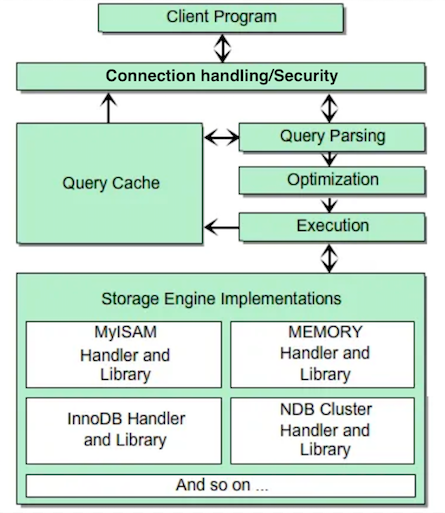 Client Program
Connection handling/Security
Query Cache
Query Parsing
Optimization
Execution
Storage Engine Implementations
MyISAM
Handler and
Library
MEMORY
Handler and
Library
InnoDB Handler
and Library
NDB Cluster
Handler and
Library
And so on ...